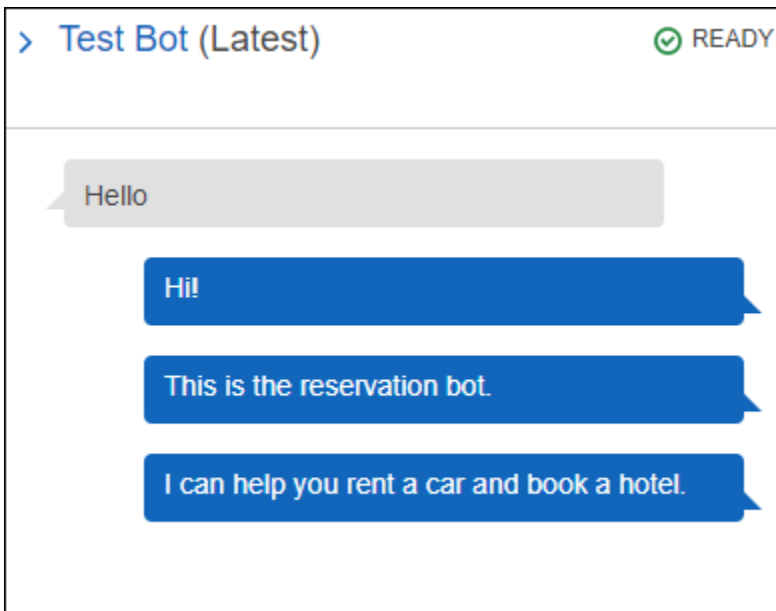 Test Bot (Latest) READY
Hello
Hi!
This is the reservation bot.
I can help you rent a car and book a hotel.